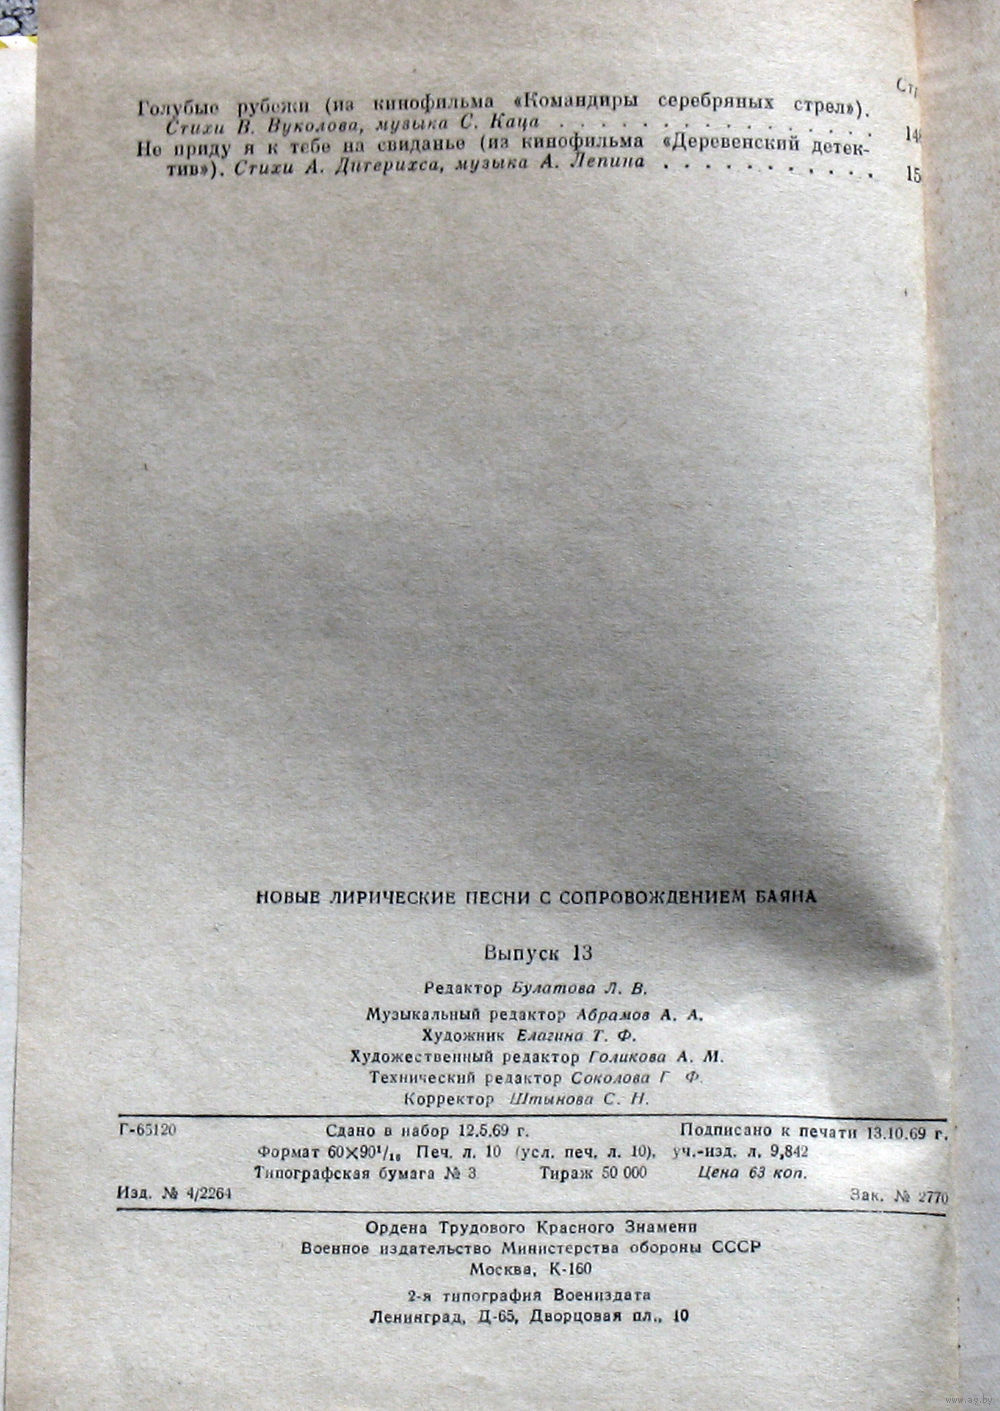 Голубые рубежи (из кинофильма «Командиры серебряных стрел»).
Стихи В. Вуколова, музыка С. Каца . . . . . . . . . . . . . . .
Не приду я к тебе на свиданье (из кинофильма «Деревенский детек-
тив»). Стихи А. Дигерихса, музыка А. Лепина . . . . . . . . . . .
НОВЫЕ ЛИРИЧЕСКИЕ ПЕСНИ С СОПРОВОЖДЕНИЕМ БАЯНА
Выпуск 13
Редактор Булатова Л. В.
Музыкальный редактор Абрамов А. А.
Художник Елагина Т. Ф.
Художественный редактор Голикова А. М.
Технический редактор Соколова Г. Ф.
Корректор Штынова С. Н.
Г-65120 Сдано в набор 12.5.69 г. Подписано к печати 13.10.69 г.
Формат 60×90¹/₁₆ Печ. л. 10 (усл. печ. л. 10), уч.-изд. л. 9,842
Типографская бумага № 3 Тираж 50 000 Цена 63 коп.
Изд. № 4/2264 Зак. № 2770
Ордена Трудового Красного Знамени
Военное издательство Министерства обороны СССР
Москва, К-160
2-я типография Воениздата
Ленинград, Д-65, Дворцовая пл., 10
www.ay.by